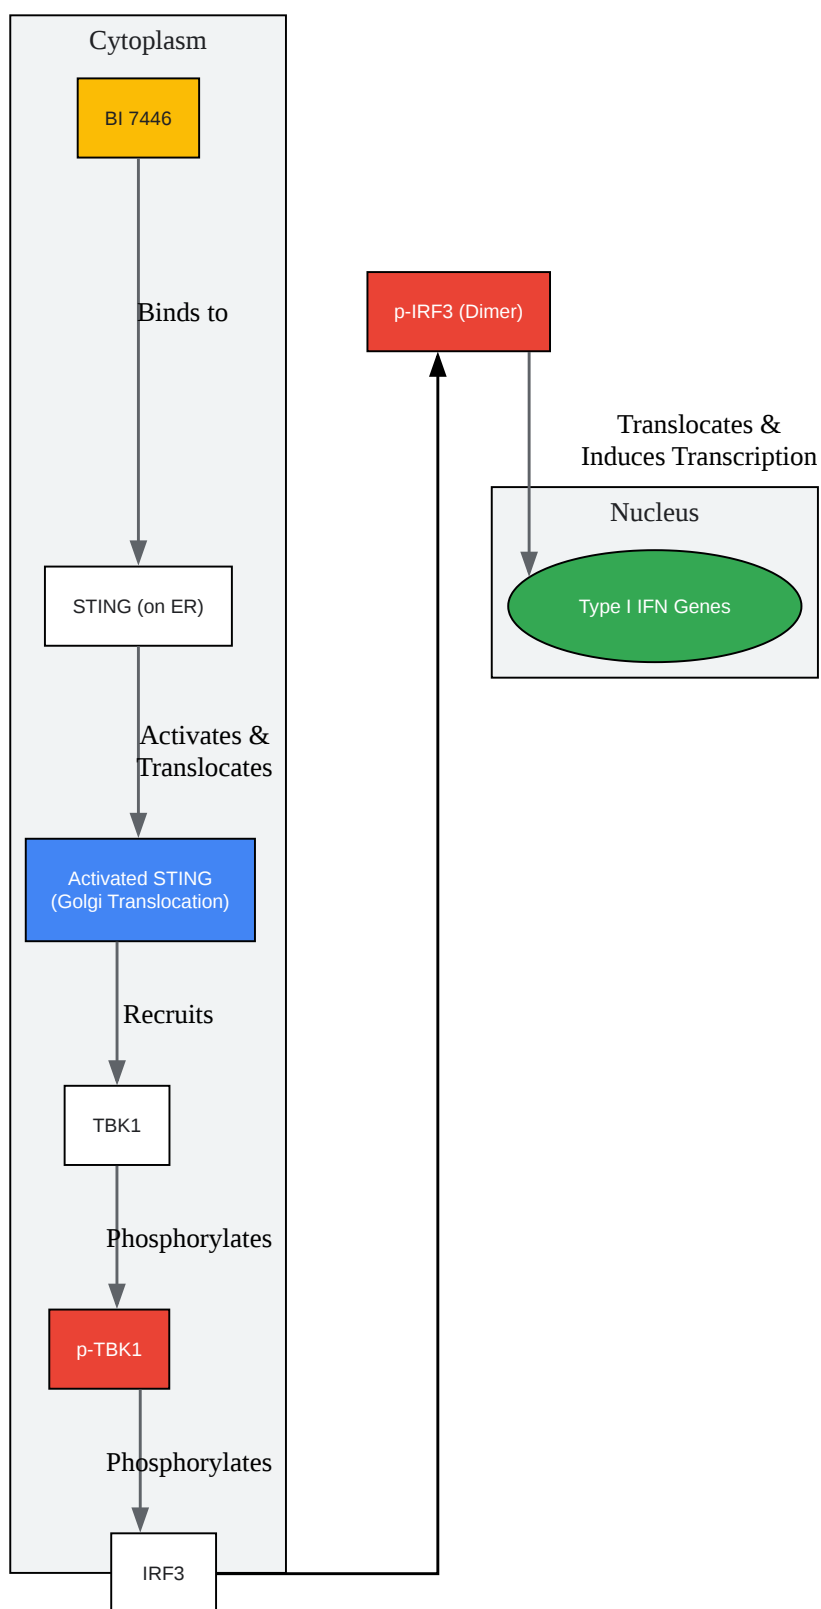 Cytoplasm
BI 7446
Binds to
p-IRF3 (Dimer)
Translocates &
Induces Transcription
Nucleus
STING (on ER)
Type I IFN Genes
Activates &
Translocates
Activated STING
(Golgi Translocation)
Recruits
TBK1
Phosphorylates
p-TBK1
Phosphorylates
IRF3